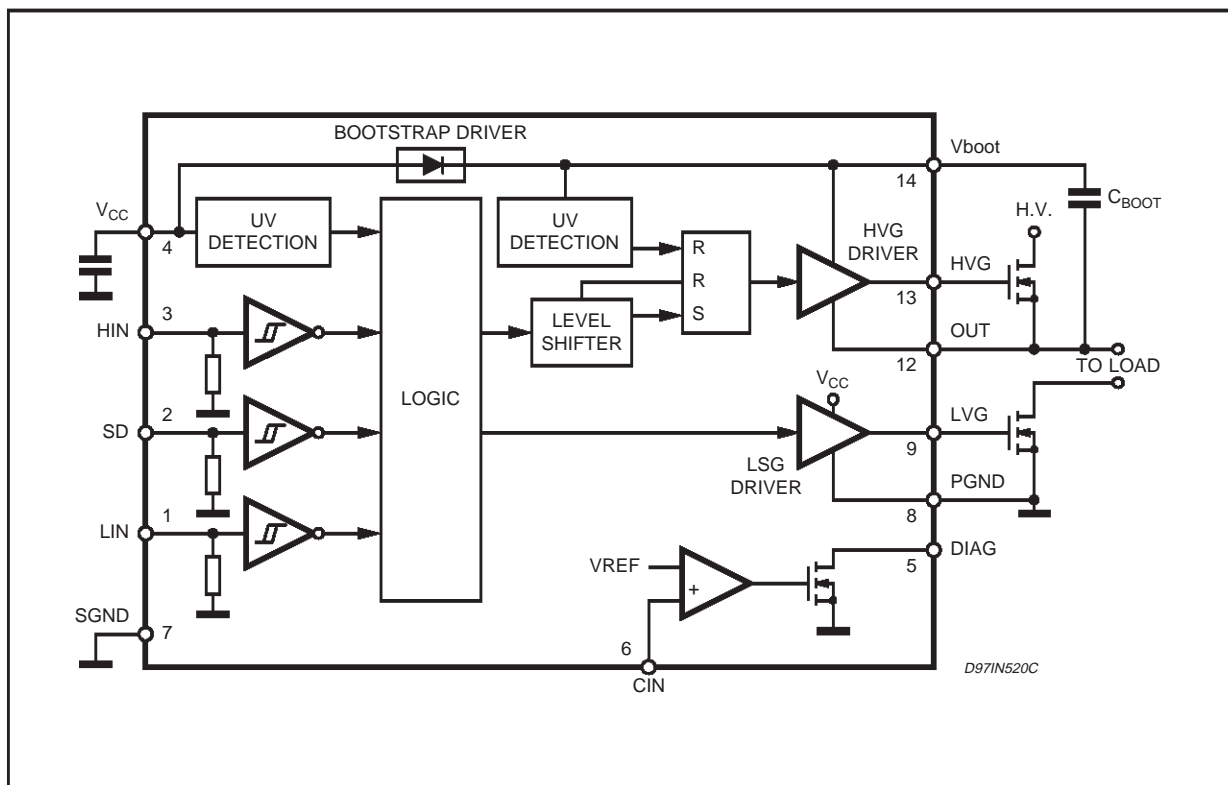 BOOTSTRAP DRIVER
Vboot
14
CBOOT
H.V.
VCC
4
UV
DETECTION
UV
DETECTION
R
R
S
HVG
DRIVER
HVG
13
3
HIN
LEVEL
SHIFTER
OUT
12
TO LOAD
LOGIC
VCC
2
SD
LVG
9
LSG
DRIVER
PGND
8
1
LIN
VREF
+
DIAG
5
SGND
7
6
CIN
D97IN520C